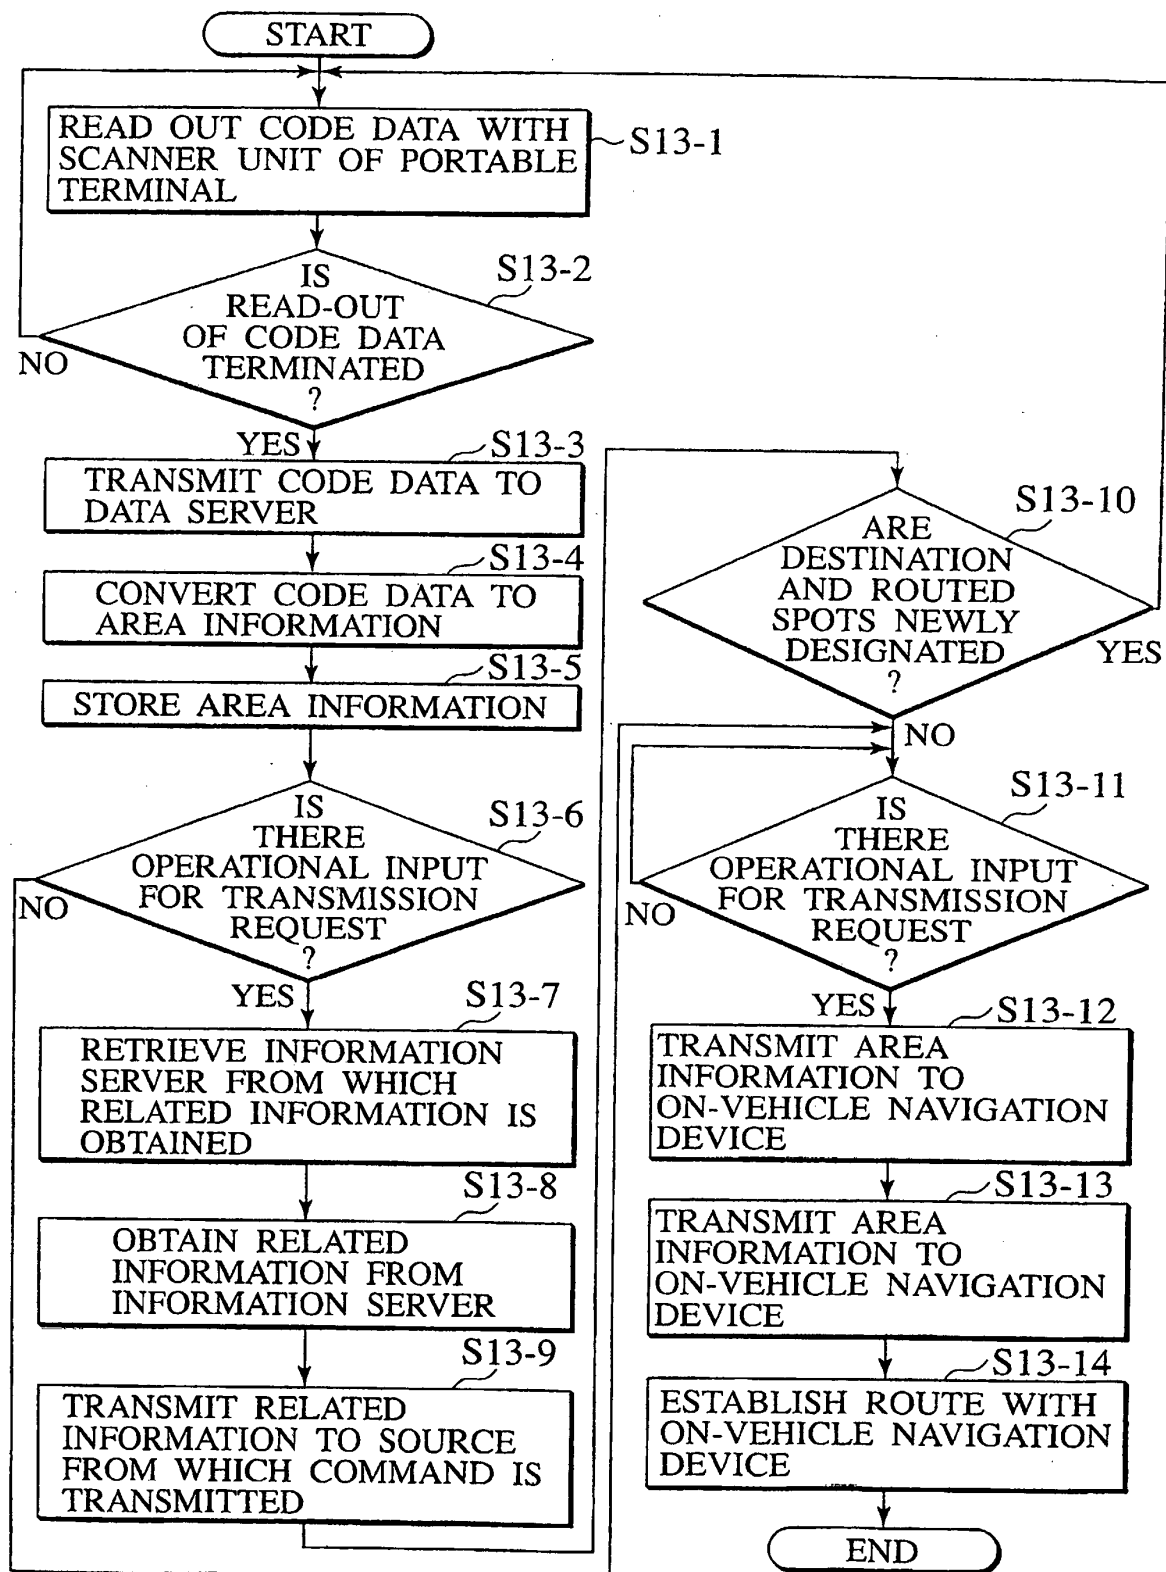 START
READ OUT CODE DATA WITH
SCANNER UNIT OF PORTABLE
TERMINAL
S13-1
IS
READ-OUT
OF CODE DATA
TERMINATED
?
S13-2
NO
YES
S13-3
TRANSMIT CODE DATA TO
DATA SERVER
S13-4
CONVERT CODE DATA TO
AREA INFORMATION
S13-5
STORE AREA INFORMATION
IS
THERE
OPERATIONAL INPUT
FOR TRANSMISSION
REQUEST
?
S13-6
NO
YES
S13-7
RETRIEVE INFORMATION
SERVER FROM WHICH
RELATED INFORMATION IS
OBTAINED
S13-8
OBTAIN RELATED
INFORMATION FROM
INFORMATION SERVER
S13-9
TRANSMIT RELATED
INFORMATION TO SOURCE
FROM WHICH COMMAND IS
TRANSMITTED
S13-10
ARE
DESTINATION
AND ROUTED
SPOTS NEWLY
DESIGNATED
?
YES
NO
S13-11
IS
THERE
OPERATIONAL INPUT
FOR TRANSMISSION
REQUEST
?
NO
YES
S13-12
TRANSMIT AREA
INFORMATION TO
ON-VEHICLE NAVIGATION
DEVICE
S13-13
TRANSMIT AREA
INFORMATION TO
ON-VEHICLE NAVIGATION
DEVICE
S13-14
ESTABLISH ROUTE WITH
ON-VEHICLE NAVIGATION
DEVICE
END